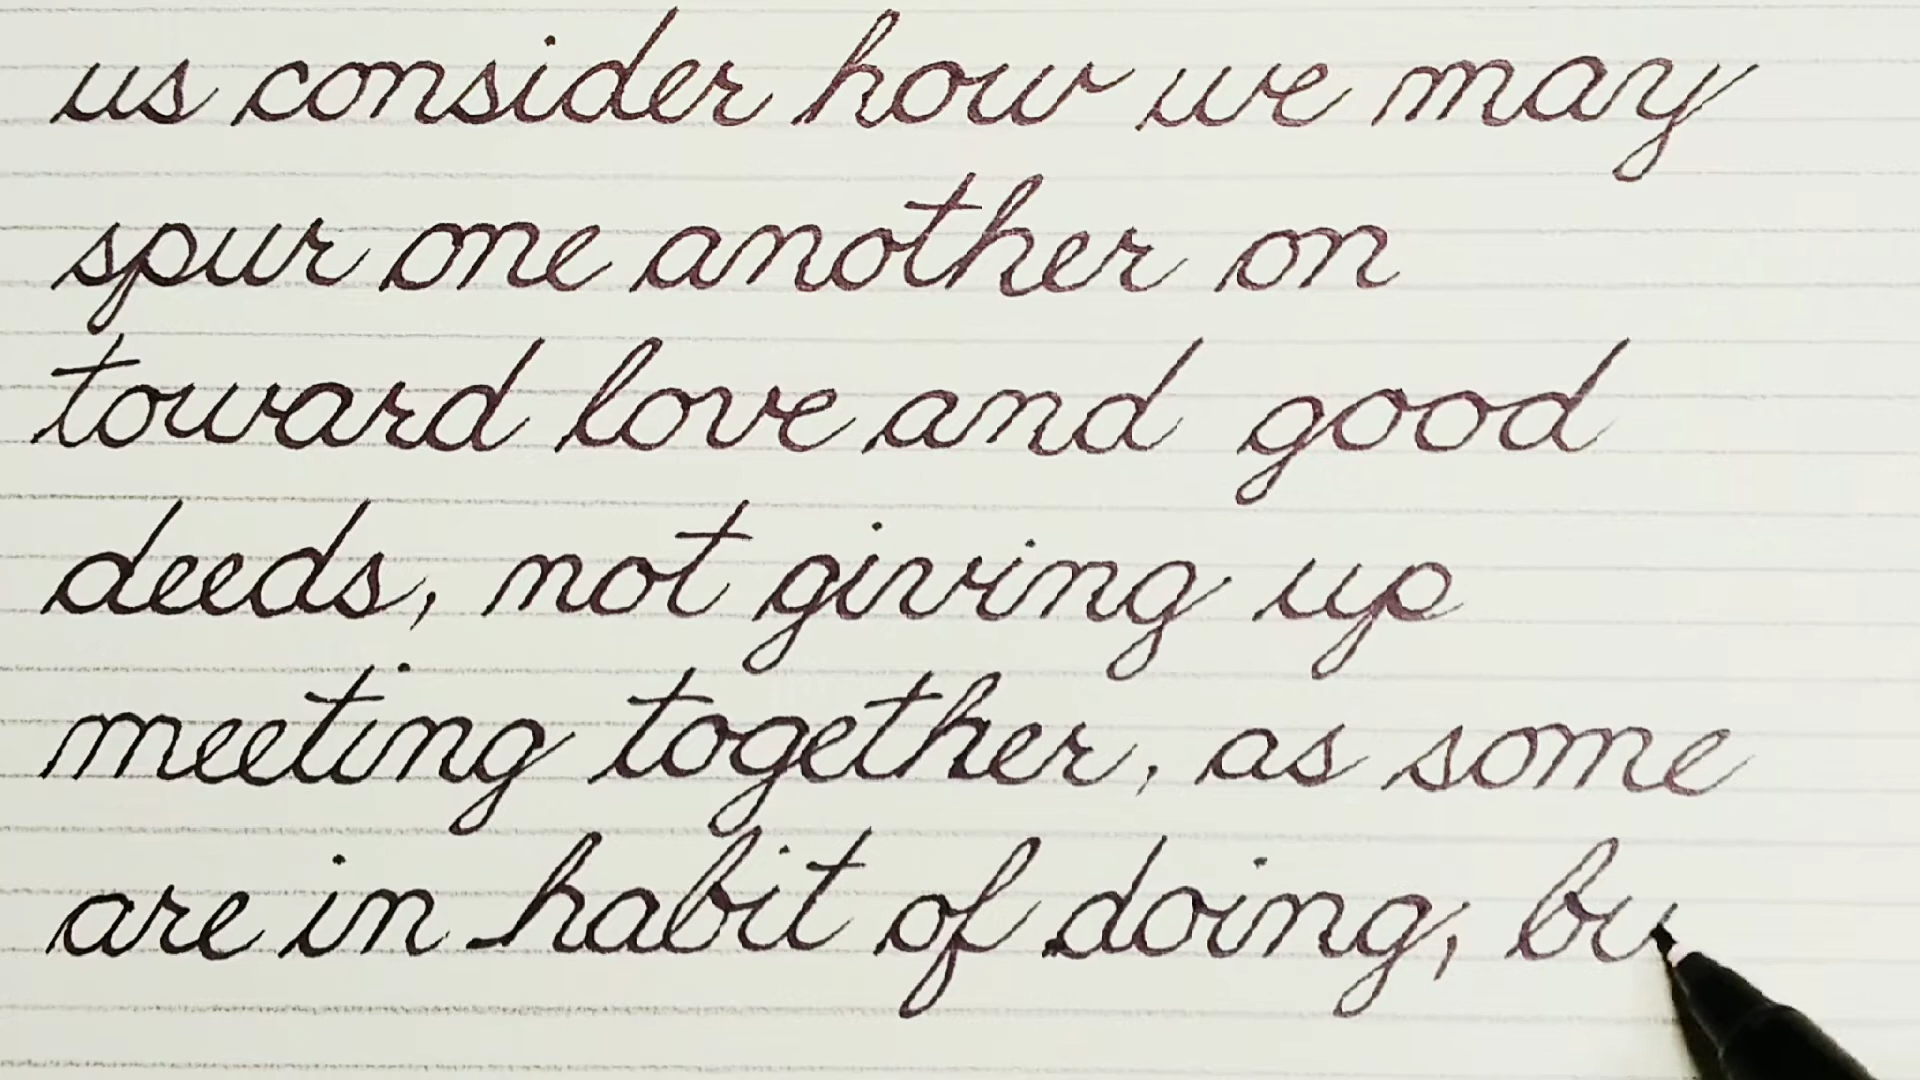 us consider how we may
spur one another on
toward love and good
deeds, not giving up
meeting together, as some
are in habit of doing, bu